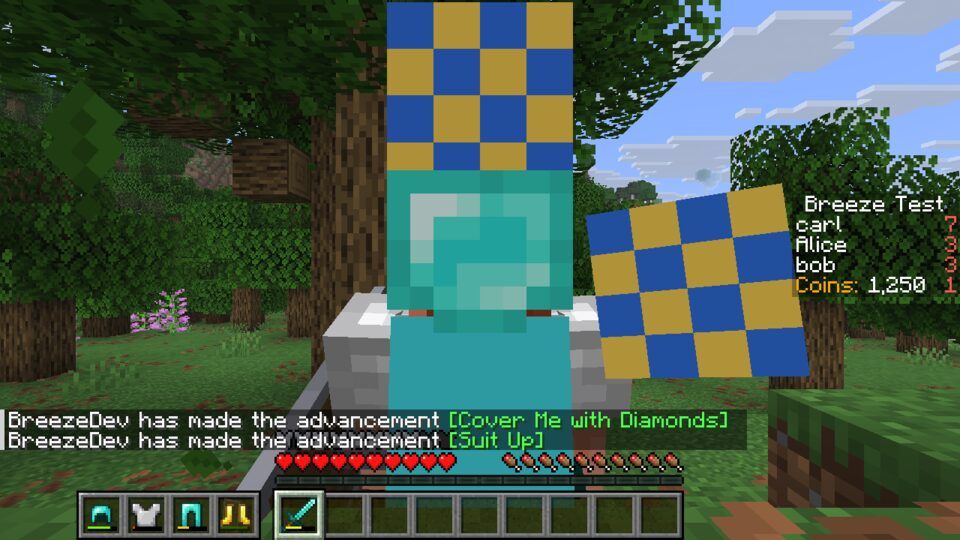 Breeze Test
carl 7
Alice 3
bob 3
Coins: 1,250 1
BreezeDev has made the advancement [Cover Me with Diamonds]
BreezeDev has made the advancement [Suit Up]